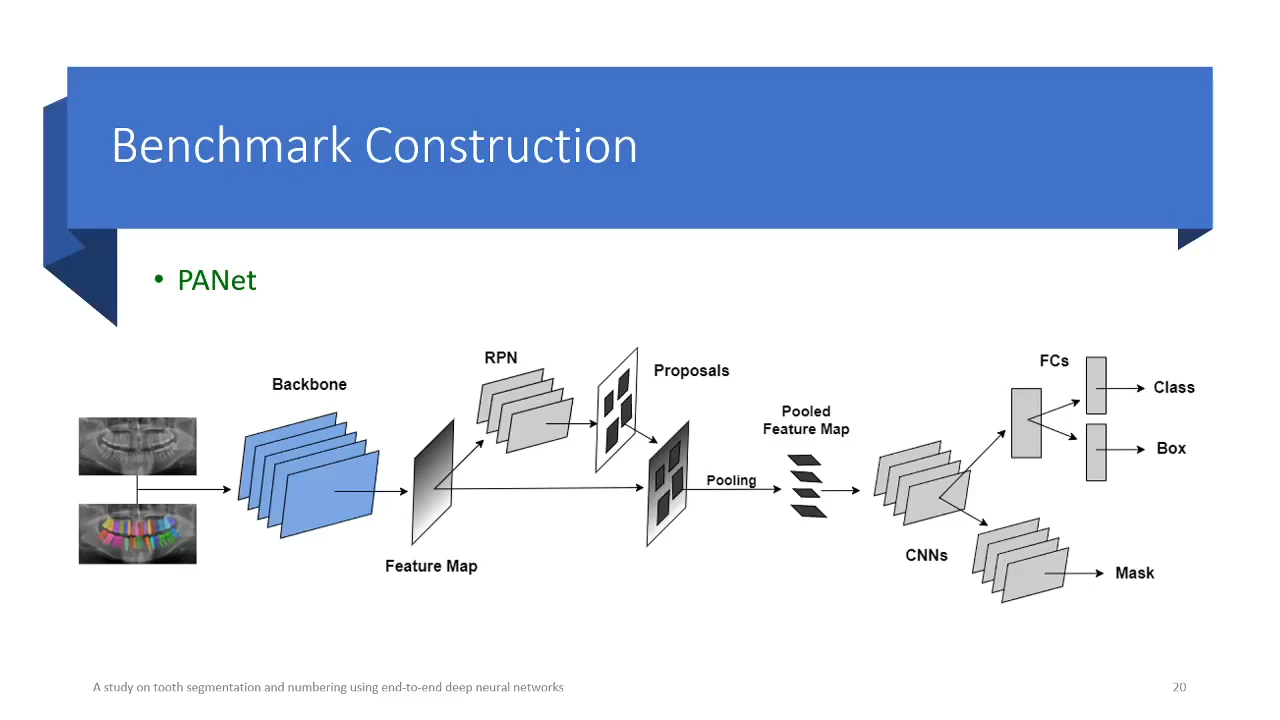 Benchmark Construction
• PANet
Backbone
Feature Map
RPN
Proposals
Pooling
Pooled
Feature Map
CNNs
FCs
Class
Box
Mask
A study on tooth segmentation and numbering using end-to-end deep neural networks
20